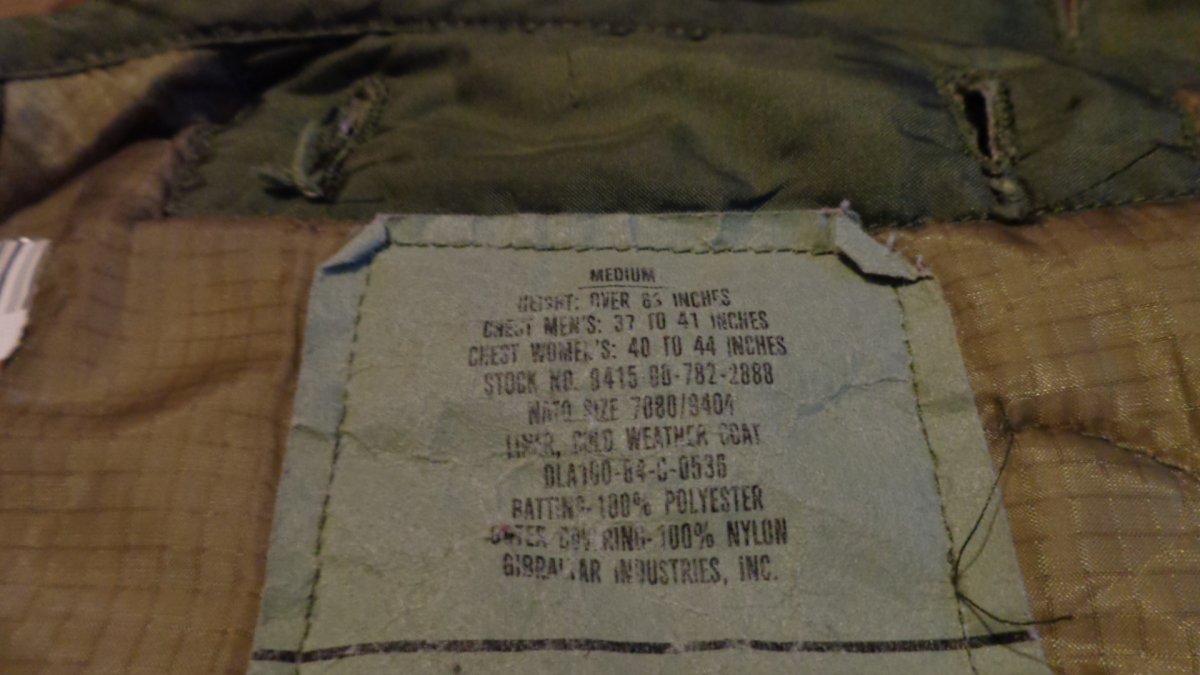 MEDIUM
HEIGHT: OVER 63 INCHES
CHEST MEN'S: 37 TO 41 INCHES
CHEST WOMEN'S: 40 TO 44 INCHES
STOCK NO. 8415-00-782-2888
NATO SIZE 7080/9404
LINER, COLD WEATHER COAT
DLA100-84-C-0536
BATTING-100% POLYESTER
OUTER COVERING-100% NYLON
GIBRALTAR INDUSTRIES, INC.